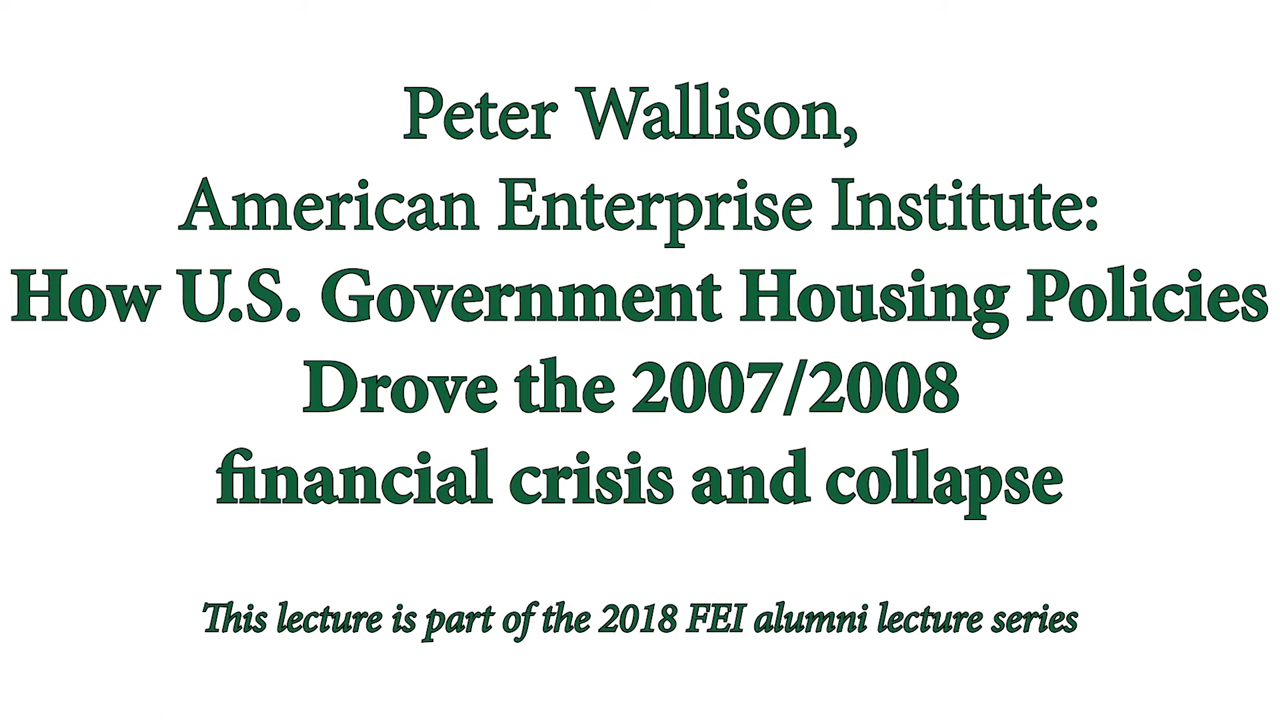 Peter Wallison,
American Enterprise Institute:
How U.S. Government Housing Policies
Drove the 2007/2008
financial crisis and collapse
This lecture is part of the 2018 FEI alumni lecture series